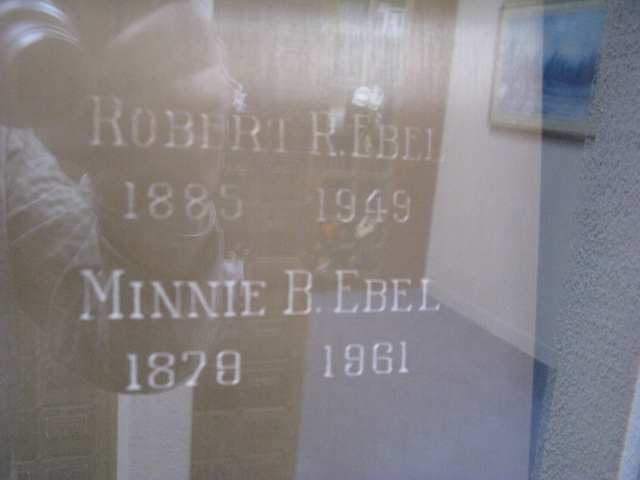 Robert R. Ebel
1885 1949
Minnie B. Ebel
1879 1961